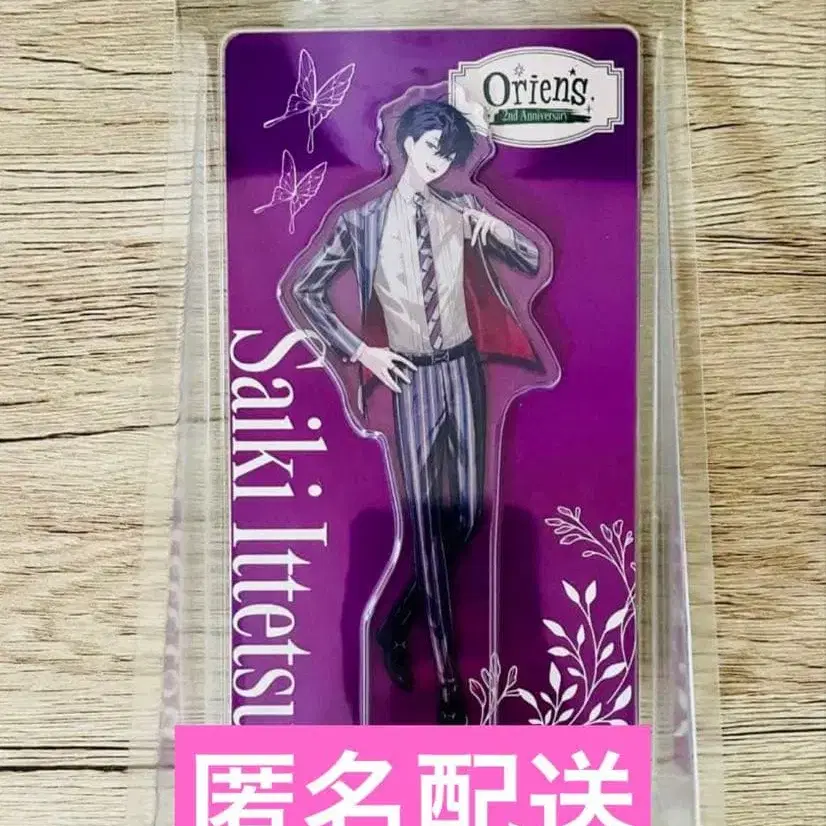 Oriens
2nd Anniversary
Saiki Ittetsu
匿名配送